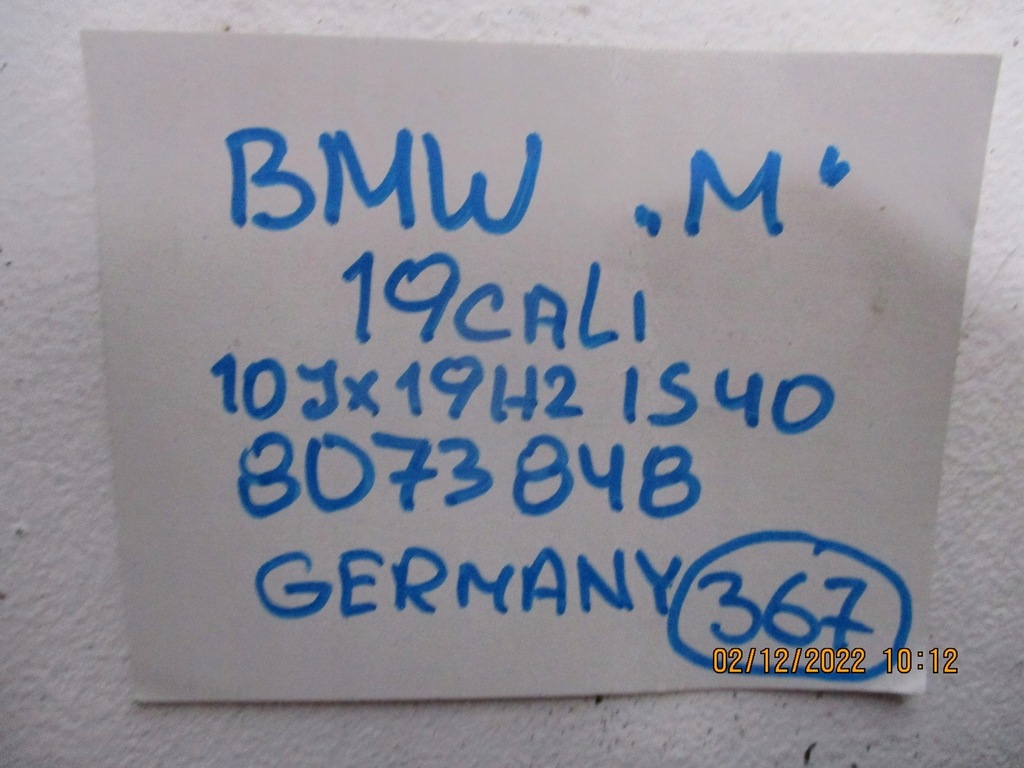 BMW „M“
19CALI
10Jx19H2 IS40
8073848
GERMANY 367
02/12/2022 10:12